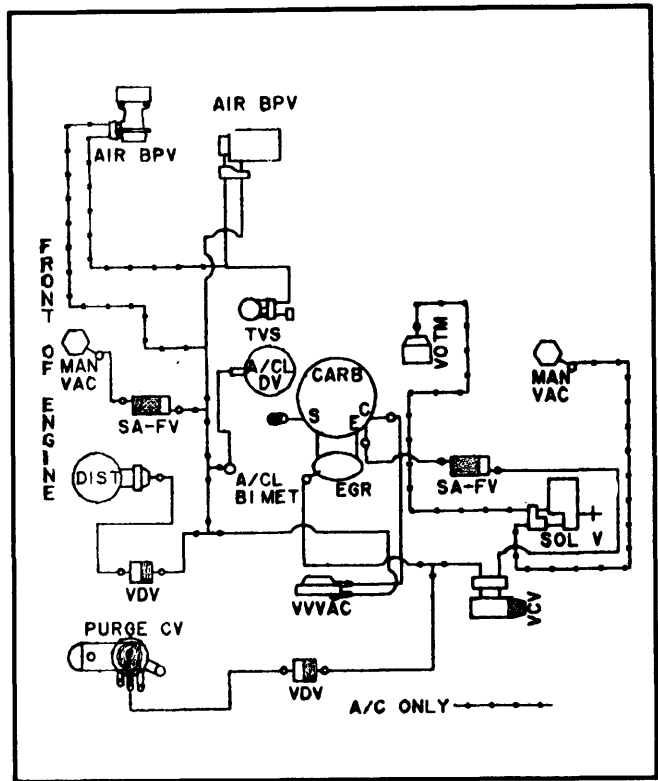 AIR BPV
AIR BPV
FRONT OF ENGINE
TVS
MAN
VAC
A/CL
DV
CARB
S
C
E
VOTM
MAN
VAC
SA-FV
DIST
A/CL
BIMET
EGR
SA-FV
SOL V
VDV
VVVAC
VCV
PURGE CV
VDV
A/C ONLY